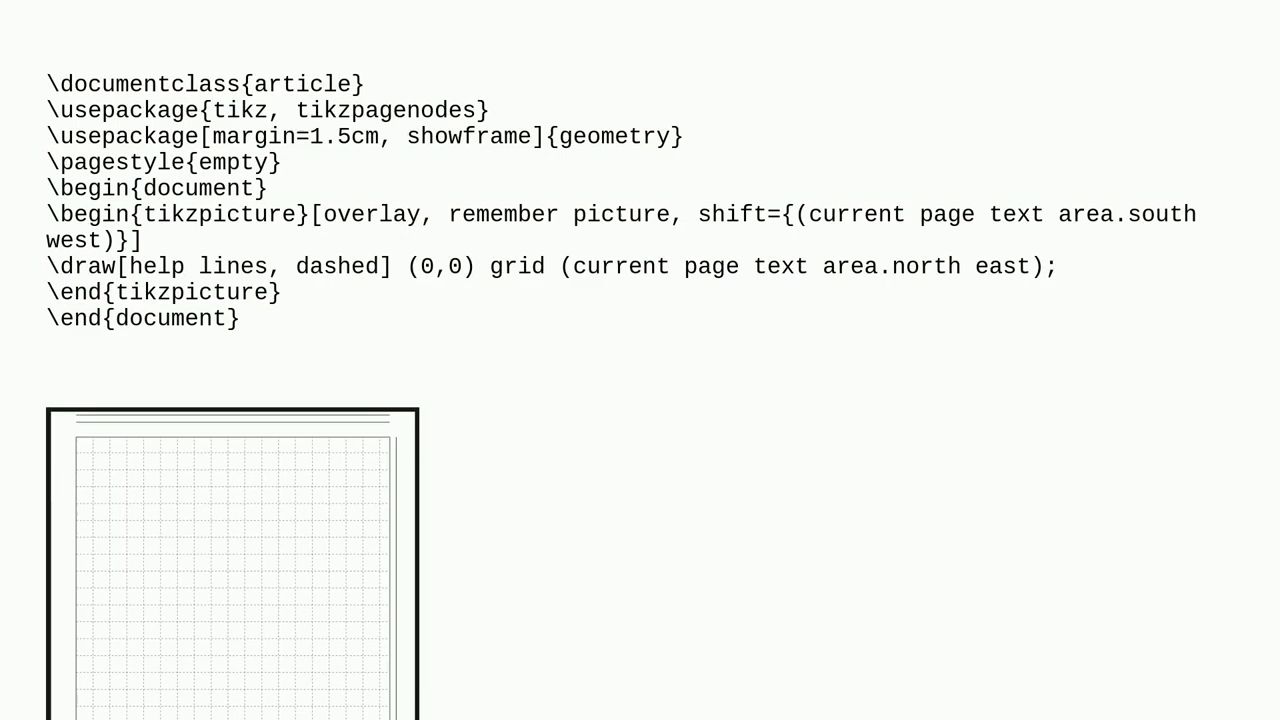 \documentclass{article}
\usepackage{tikz, tikzpagenodes}
\usepackage[margin=1.5cm, showframe]{geometry}
\pagestyle{empty}
\begin{document}
\begin{tikzpicture}[overlay, remember picture, shift={(current page text area.south
west)}]
\draw[help lines, dashed] (0,0) grid (current page text area.north east);
\end{tikzpicture}
\end{document}